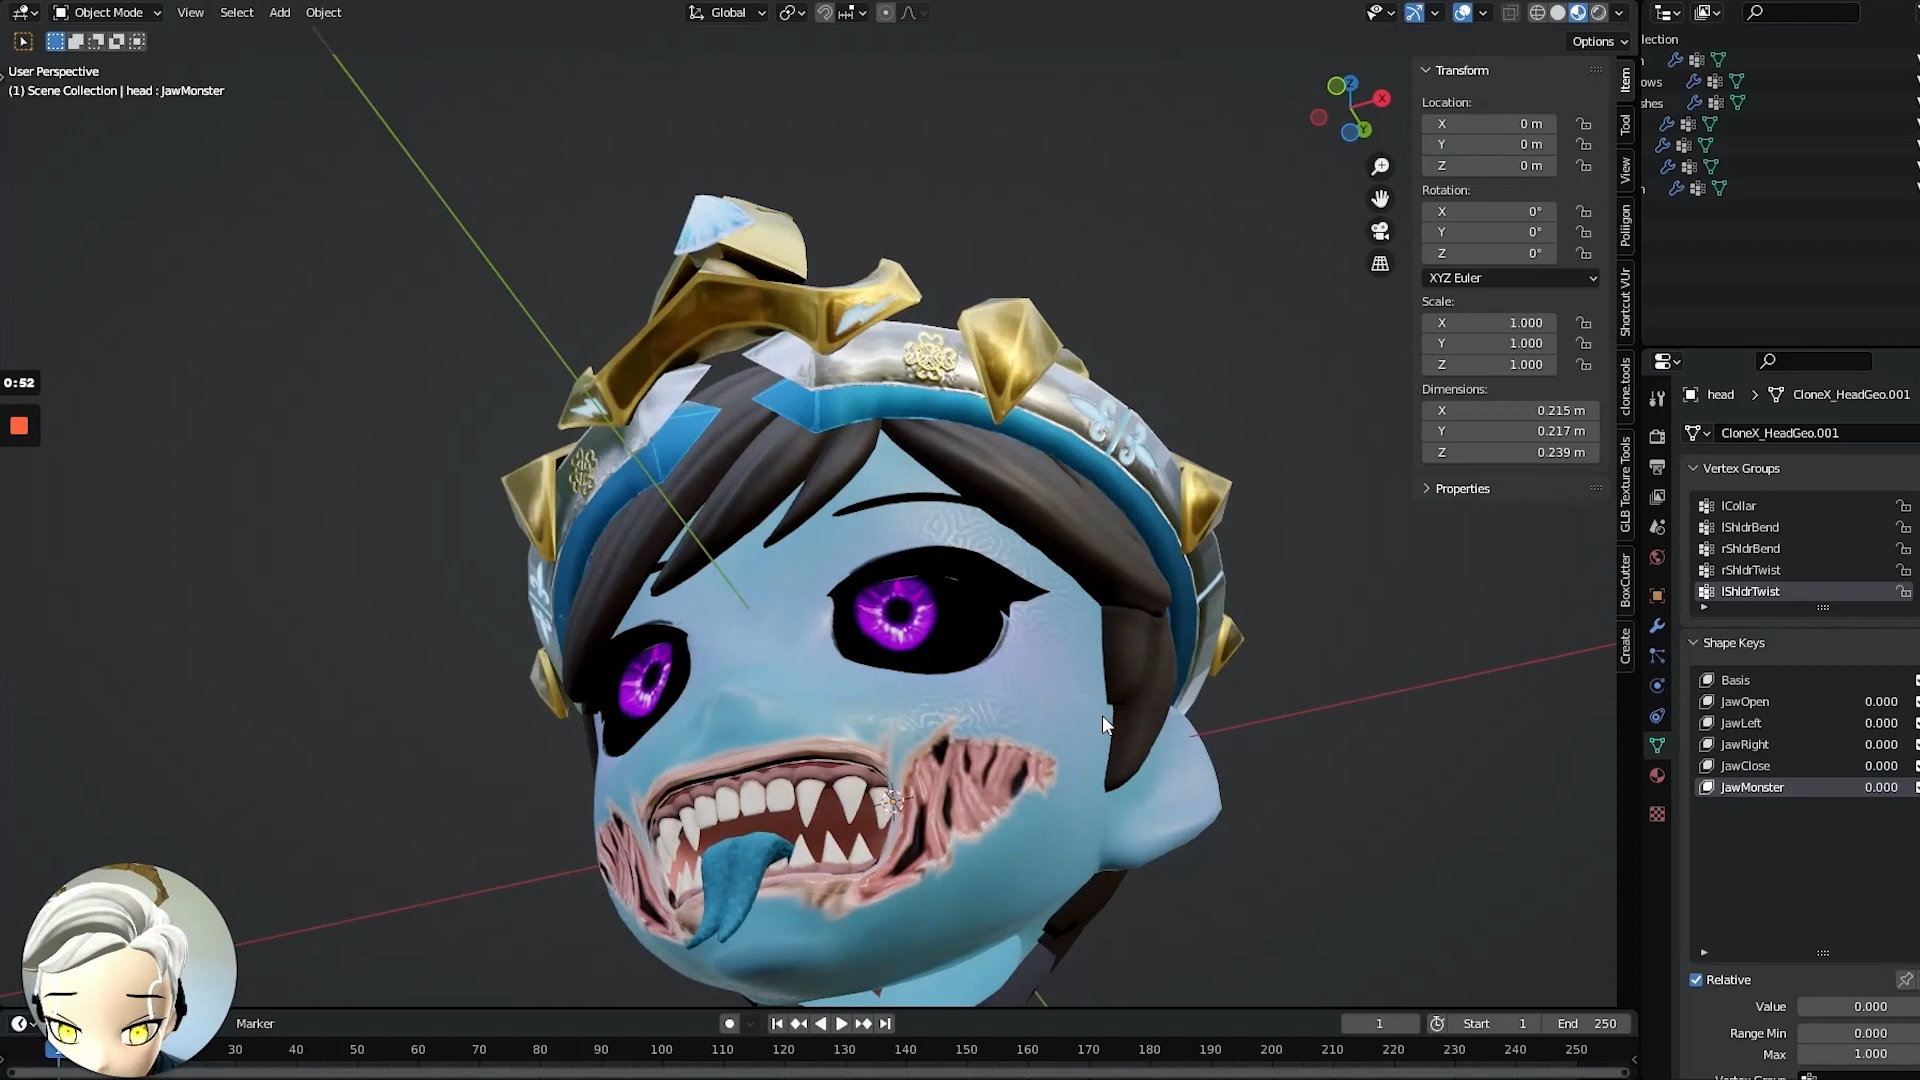 Object Mode View Select Add Object Global
Options
User Perspective
(1) Scene Collection | head : JawMonster
Transform
Location:
X 0 m
Y 0 m
Z 0 m
Rotation:
X 0°
Y 0°
Z 0°
XYZ Euler
Scale:
X 1.000
Y 1.000
Z 1.000
Dimensions:
X 0.215 m
Y 0.217 m
Z 0.239 m
Properties
Item
Tool
View
Poliigon
Shortcut VUr
clone.tools
GLB Texture Tools
BoxCutter
Create
Z
X
Y
lection
ows
shes
head > CloneX_HeadGeo.001
CloneX_HeadGeo.001
Vertex Groups
lCollar
lShldrBend
rShldrBend
rShldrTwist
lShldrTwist
Shape Keys
Basis
JawOpen 0.000
JawLeft 0.000
JawRight 0.000
JawClose 0.000
JawMonster 0.000
Relative
Value 0.000
Range Min 0.000
Max 1.000
0:52
Marker
1 Start 1 End 250
30 40 50 60 70 80 90 100 110 120 130 140 150 160 170 180 190 200 210 220 230 240 250